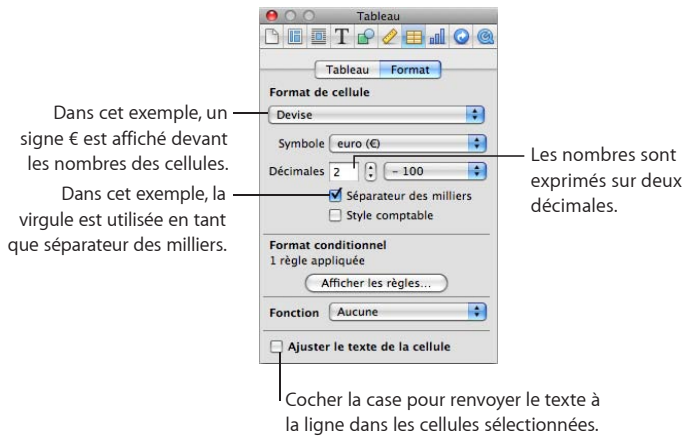 Tableau
Tableau Format
Format de cellule
Devise
Symbole euro (€)
Décimales 2 - 100
Séparateur des milliers
Style comptable
Format conditionnel
1 règle appliquée
Afficher les règles...
Fonction Aucune
Ajuster le texte de la cellule
Dans cet exemple, un
signe € est affiché devant
les nombres des cellules.
Dans cet exemple, la
virgule est utilisée en tant
que séparateur des milliers.
Les nombres sont
exprimés sur deux
décimales.
Cocher la case pour renvoyer le texte à
la ligne dans les cellules sélectionnées.